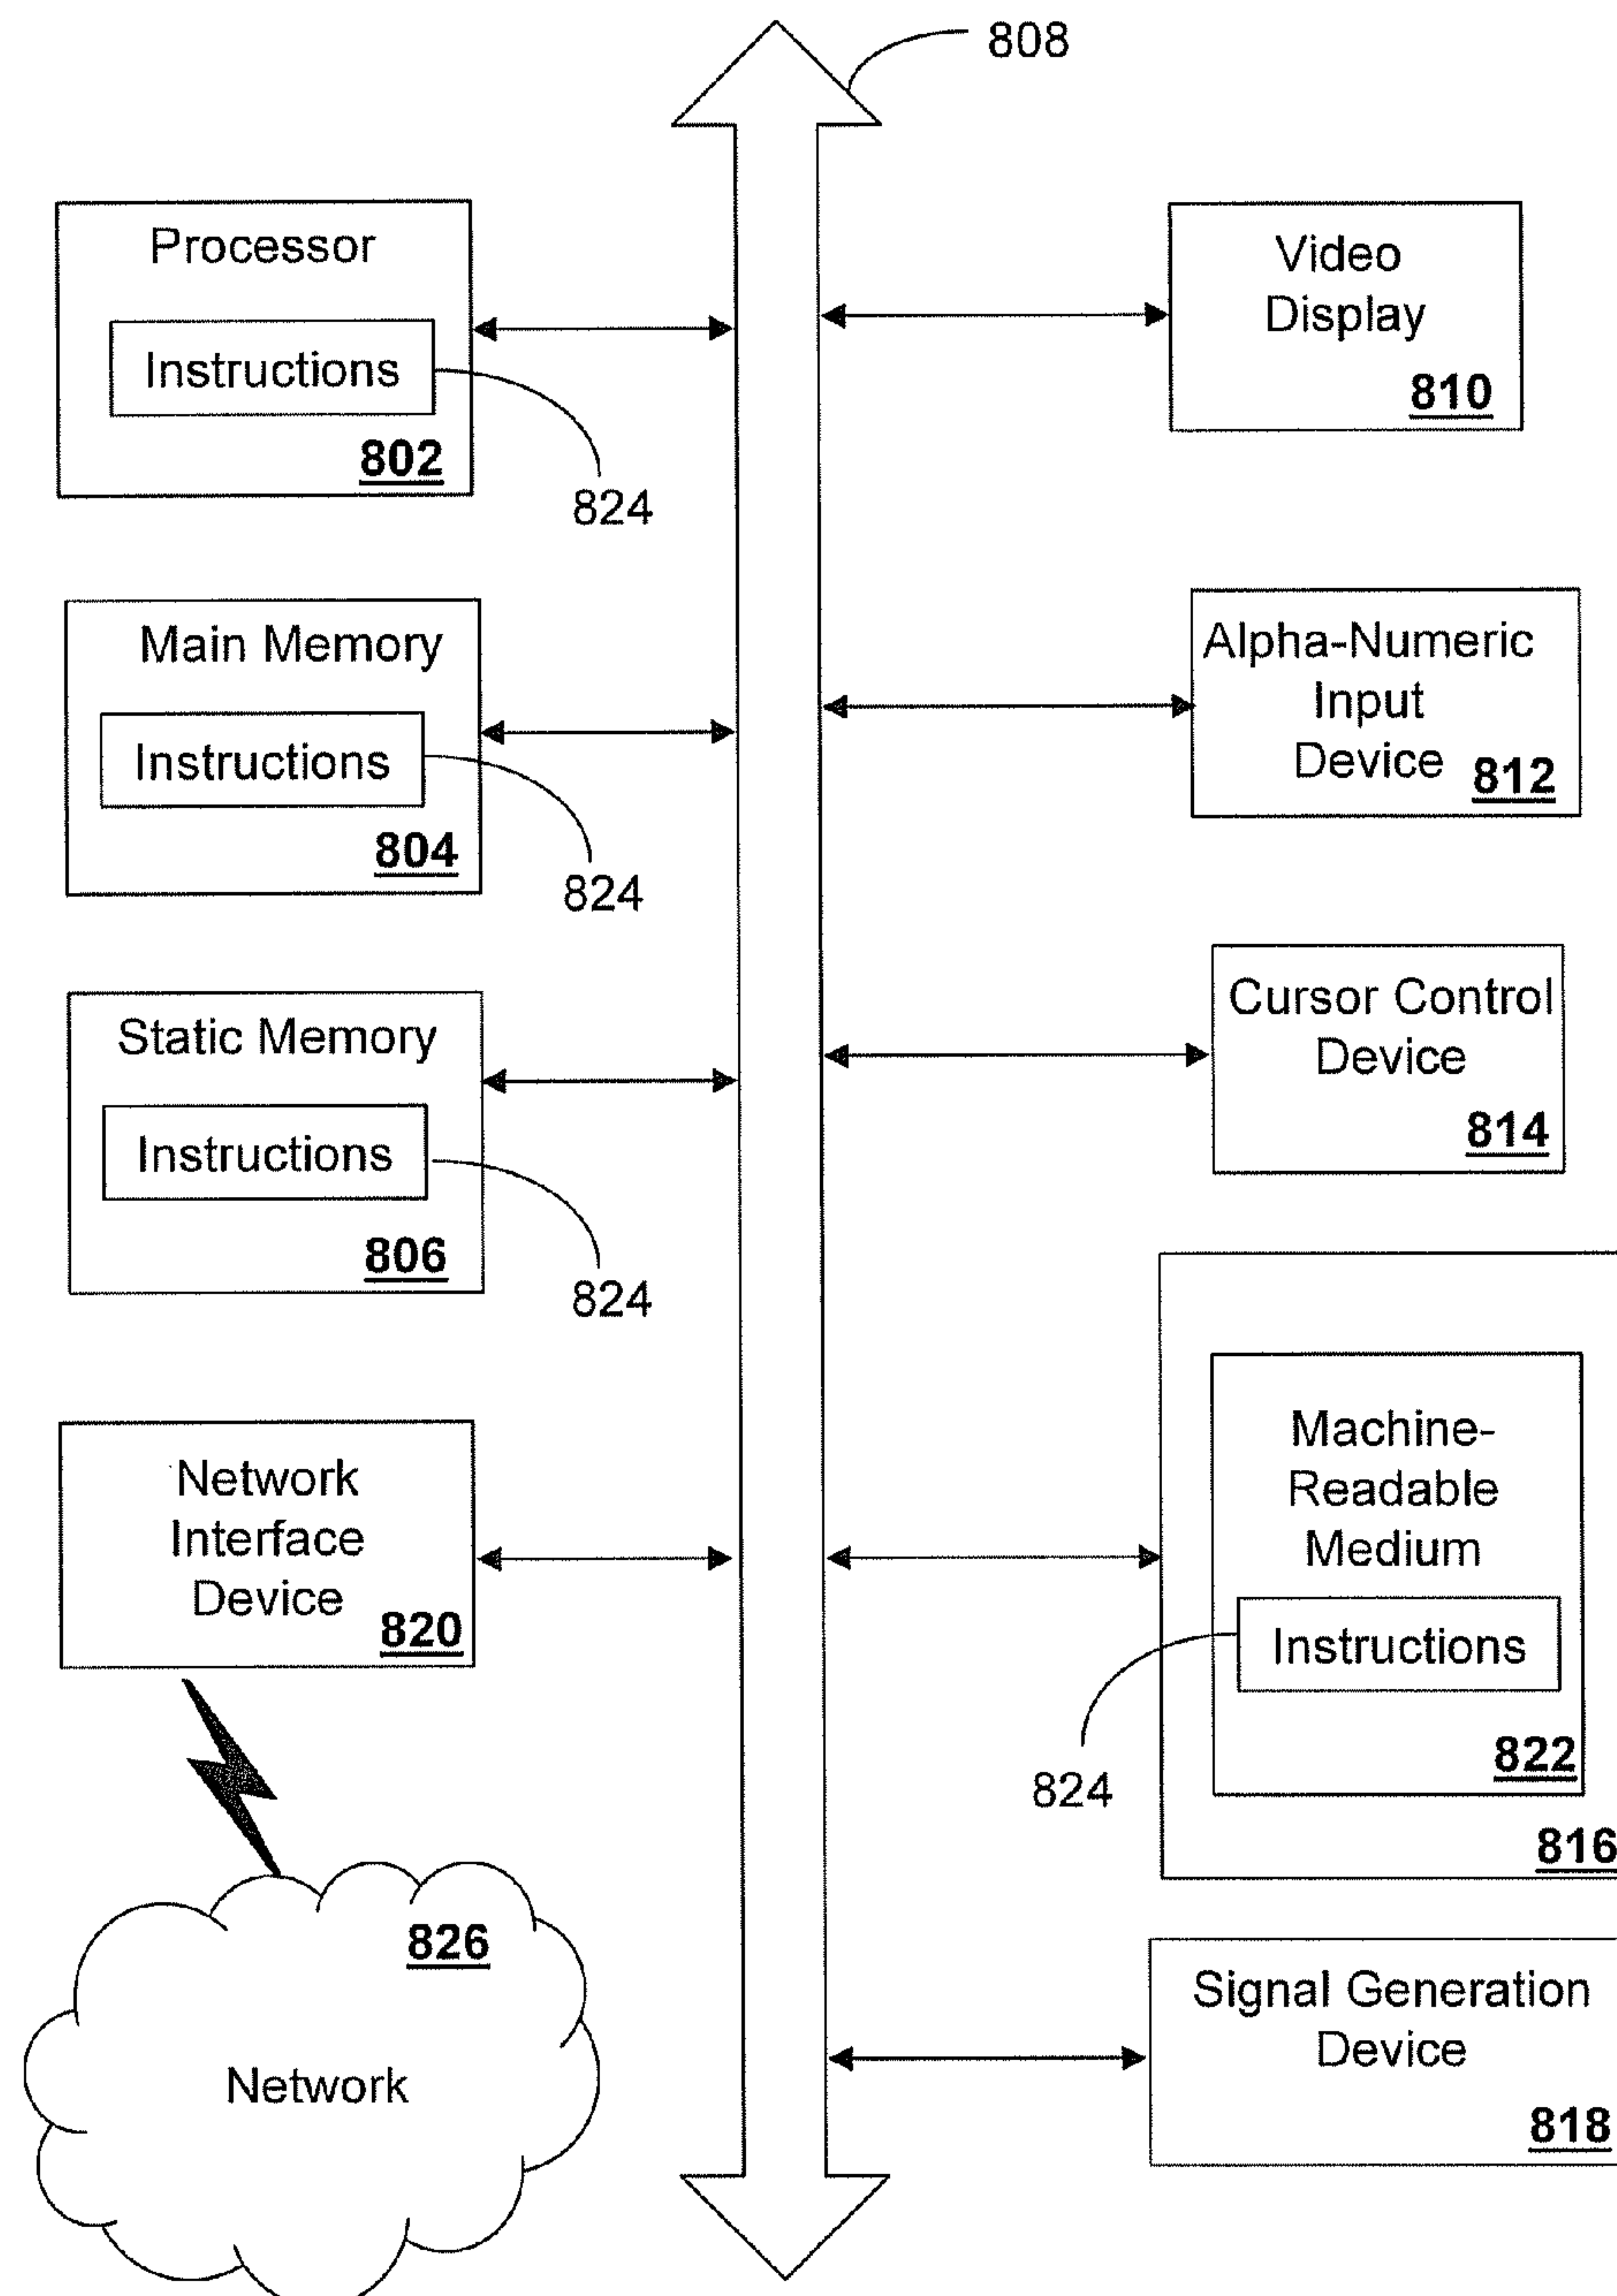 808
Processor
Instructions
802
824
Main Memory
Instructions
804
824
Static Memory
Instructions
806
824
Network
Interface
Device
820
826
Network
Video
Display
810
Alpha-Numeric
Input
Device
812
Cursor Control
Device
814
Machine-
Readable
Medium
Instructions
822
824
816
Signal Generation
Device
818